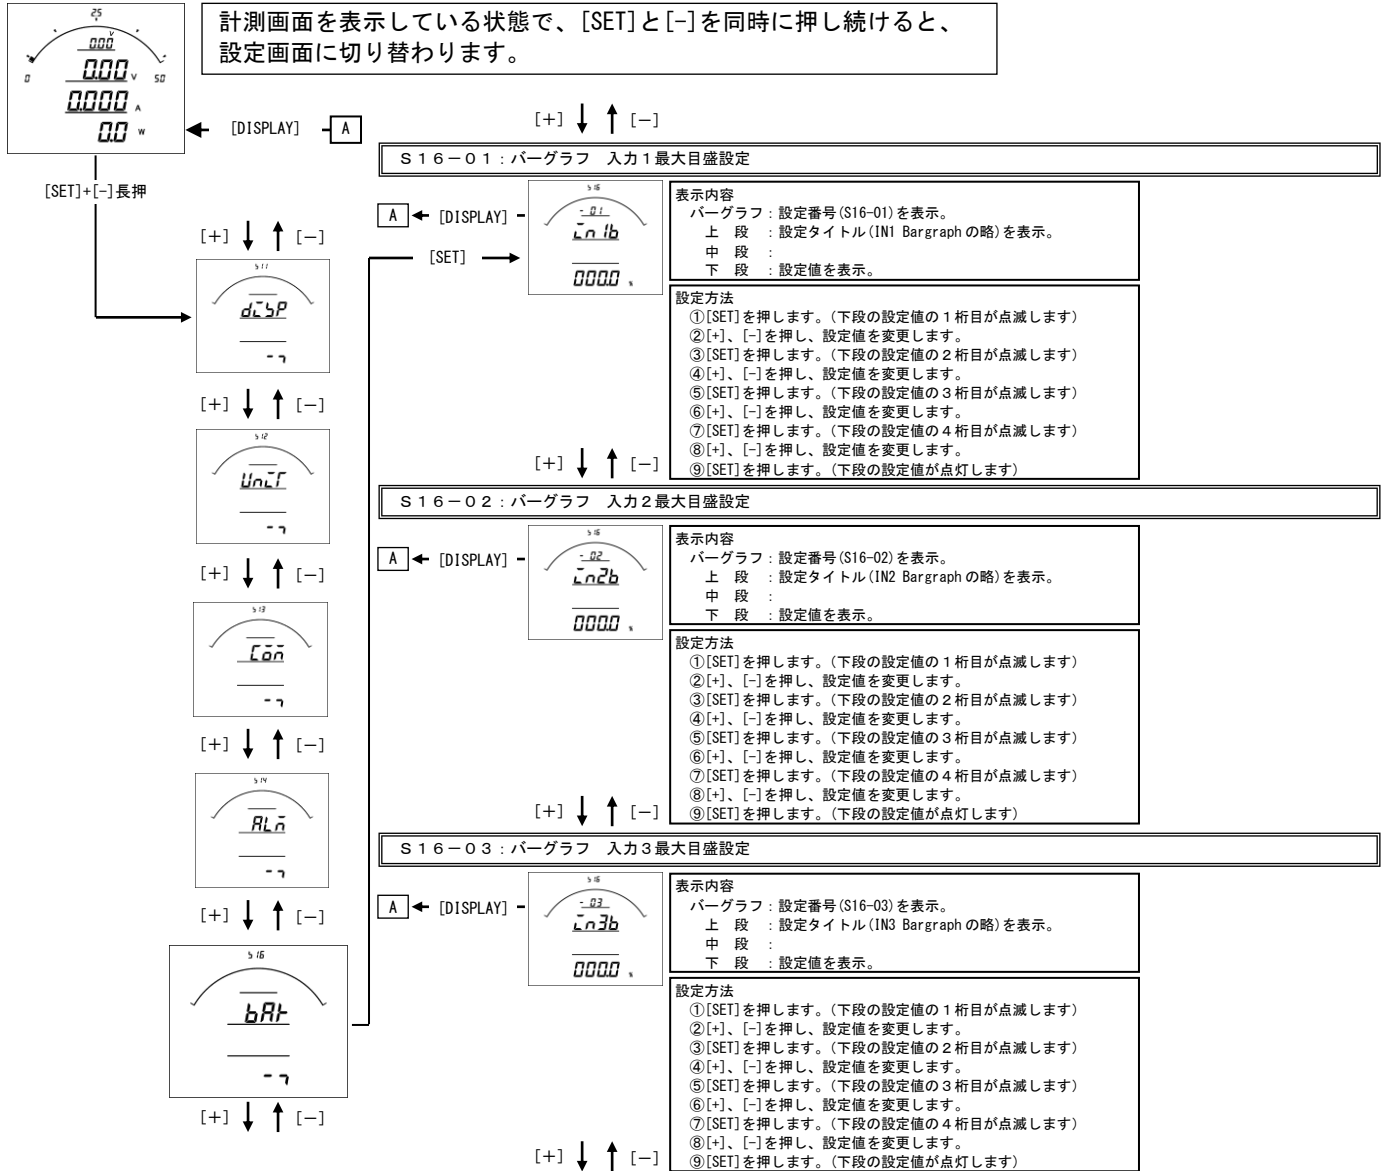 計測画面を表示している状態で、[SET]と[-]を同時に押し続けると、
設定画面に切り替わります。
25
0.00 V
0 50
0.00 V
0.000 A
0.0 W
[DISPLAY] A
[SET]+[-]長押
[+] [-]
S11
dISP
[+] [-]
S12
UnIT
[+] [-]
S13
Com
[+] [-]
S14
ALm
[+] [-]
S16
bAr
[+] [-]
[+] [-]
S16-01:バーグラフ 入力1最大目盛設定
A [DISPLAY]
[SET]
S16
-01
In1b
000.0 %
表示内容
バーグラフ:設定番号(S16-01)を表示。
上 段 :設定タイトル(IN1 Bargraphの略)を表示。
中 段 :
下 段 :設定値を表示。
設定方法
①[SET]を押します。(下段の設定値の1桁目が点滅します)
②[+]、[-]を押し、設定値を変更します。
③[SET]を押します。(下段の設定値の2桁目が点滅します)
④[+]、[-]を押し、設定値を変更します。
⑤[SET]を押します。(下段の設定値の3桁目が点滅します)
⑥[+]、[-]を押し、設定値を変更します。
⑦[SET]を押します。(下段の設定値の4桁目が点滅します)
⑧[+]、[-]を押し、設定値を変更します。
⑨[SET]を押します。(下段の設定値が点灯します)
[+] [-]
S16-02:バーグラフ 入力2最大目盛設定
A [DISPLAY]
S16
-02
In2b
000.0 %
表示内容
バーグラフ:設定番号(S16-02)を表示。
上 段 :設定タイトル(IN2 Bargraphの略)を表示。
中 段 :
下 段 :設定値を表示。
設定方法
①[SET]を押します。(下段の設定値の1桁目が点滅します)
②[+]、[-]を押し、設定値を変更します。
③[SET]を押します。(下段の設定値の2桁目が点滅します)
④[+]、[-]を押し、設定値を変更します。
⑤[SET]を押します。(下段の設定値の3桁目が点滅します)
⑥[+]、[-]を押し、設定値を変更します。
⑦[SET]を押します。(下段の設定値の4桁目が点滅します)
⑧[+]、[-]を押し、設定値を変更します。
⑨[SET]を押します。(下段の設定値が点灯します)
[+] [-]
S16-03:バーグラフ 入力3最大目盛設定
A [DISPLAY]
S16
-03
In3b
000.0 %
表示内容
バーグラフ:設定番号(S16-03)を表示。
上 段 :設定タイトル(IN3 Bargraphの略)を表示。
中 段 :
下 段 :設定値を表示。
設定方法
①[SET]を押します。(下段の設定値の1桁目が点滅します)
②[+]、[-]を押し、設定値を変更します。
③[SET]を押します。(下段の設定値の2桁目が点滅します)
④[+]、[-]を押し、設定値を変更します。
⑤[SET]を押します。(下段の設定値の3桁目が点滅します)
⑥[+]、[-]を押し、設定値を変更します。
⑦[SET]を押します。(下段の設定値の4桁目が点滅します)
⑧[+]、[-]を押し、設定値を変更します。
⑨[SET]を押します。(下段の設定値が点灯します)
[+] [-]